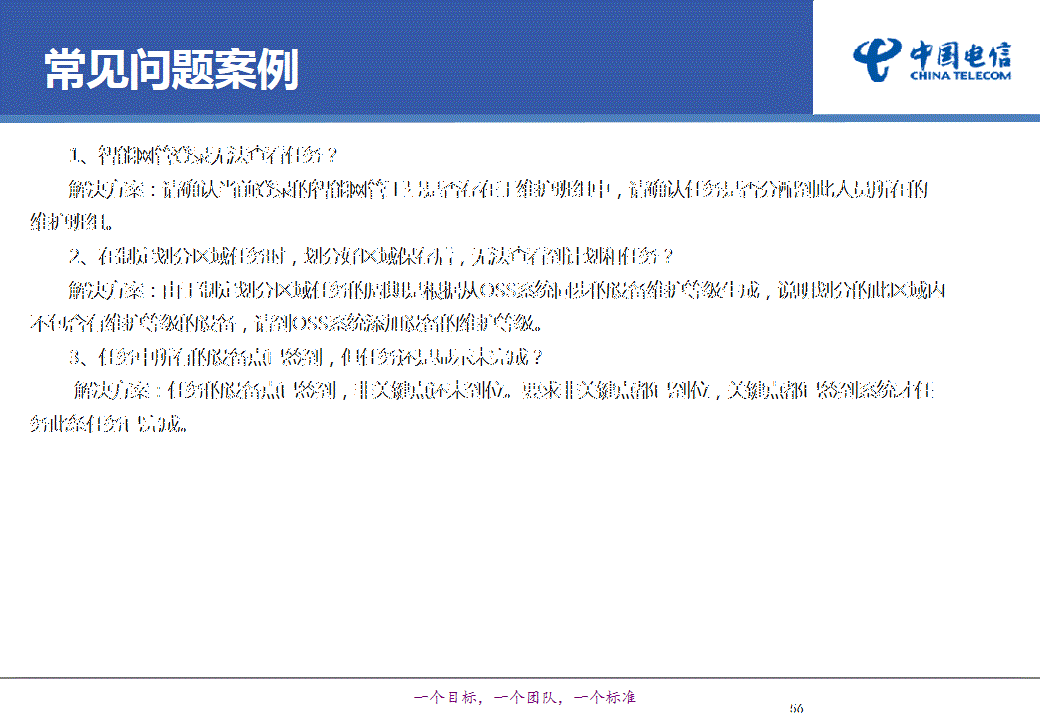 常见问题案例
中国电信
CHINA TELECOM
1、智能网管登录无法查看任务？
解决方案：请确认当前登录的智能网管工号是否存在于维护班组中，请确认任务是否分派到此人员所在的
维护班组。
2、在制定划分区域任务时，划分好区域保存后，无法查看到计划和任务？
解决方案：由于制定划分区域任务的周期是根据从OSS系统同步的设备维护等级生成，说明划分的此区域内
不包含有维护等级的设备，请到OSS系统添加设备的维护等级。
3、任务中所有的设备点已签到，但任务还是显示未完成？
解决方案：任务的设备点已签到，非关键点还未到位。要求非关键点都已到位，关键点都已签到系统才任
务此条任务已完成。
一个目标，一个团队，一个标准
56